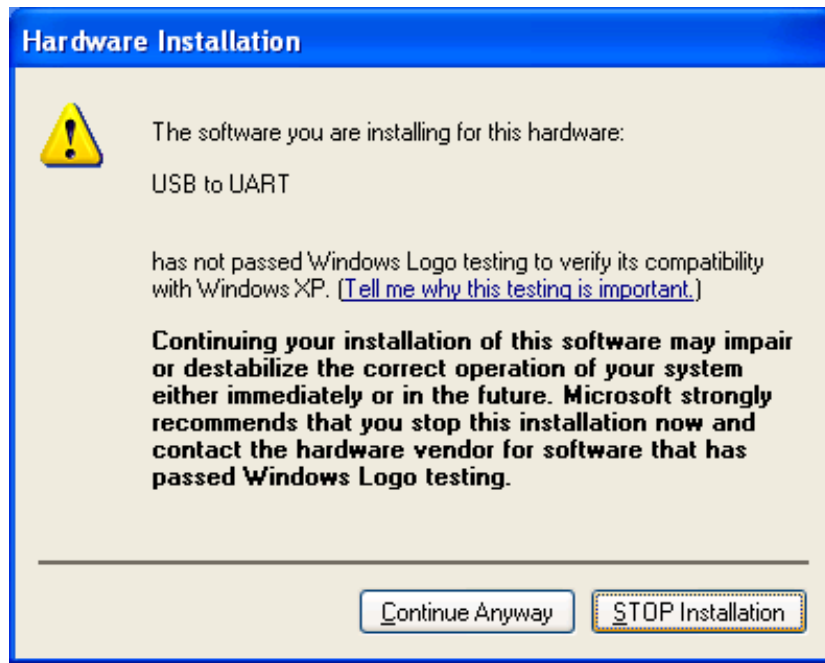 Hardware Installation
The software you are installing for this hardware:
USB to UART
has not passed Windows Logo testing to verify its compatibility
with Windows XP. (Tell me why this testing is important.)
Continuing your installation of this software may impair
or destabilize the correct operation of your system
either immediately or in the future. Microsoft strongly
recommends that you stop this installation now and
contact the hardware vendor for software that has
passed Windows Logo testing.
Continue Anyway
STOP Installation